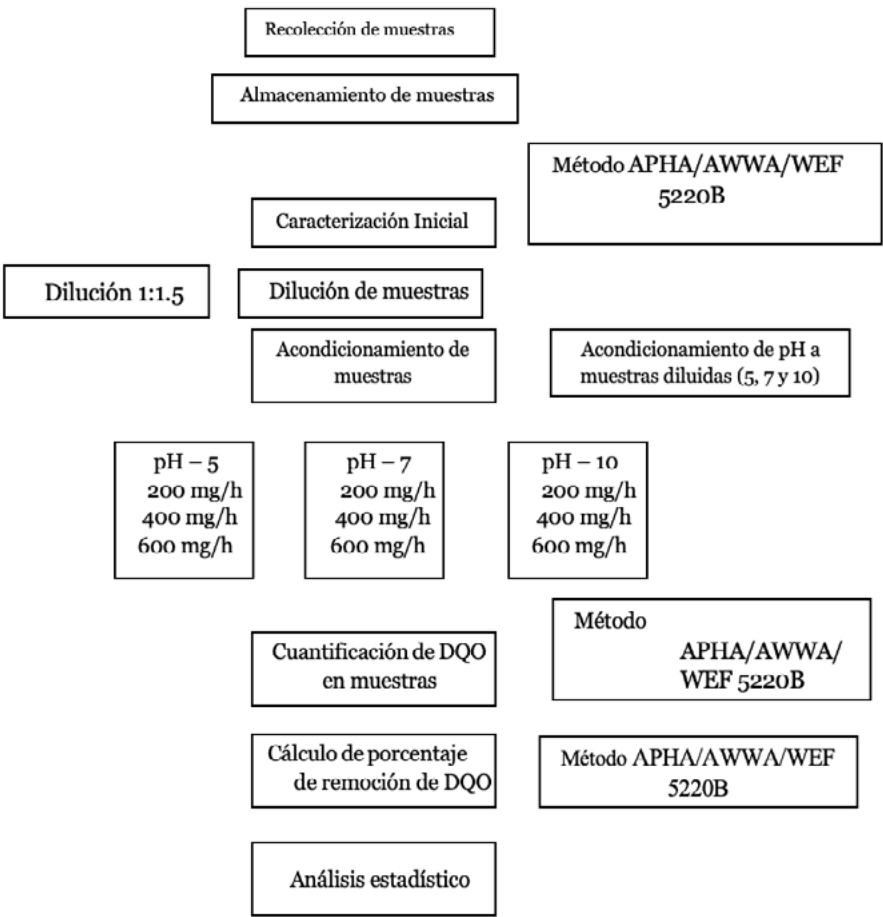 Recolección de muestras
Almacenamiento de muestras
Método APHA/AWWA/WEF
5220B
Caracterización Inicial
Dilución 1:1.5
Dilución de muestras
Acondicionamiento de
muestras
Acondicionamiento de pH a
muestras diluidas (5, 7 y 10)
pH – 5
200 mg/h
400 mg/h
600 mg/h
pH – 7
200 mg/h
400 mg/h
600 mg/h
pH – 10
200 mg/h
400 mg/h
600 mg/h
Cuantificación de DQO
en muestras
Método
APHA/AWWA/
WEF 5220B
Cálculo de porcentaje
de remoción de DQO
Método APHA/AWWA/WEF
5220B
Análisis estadístico